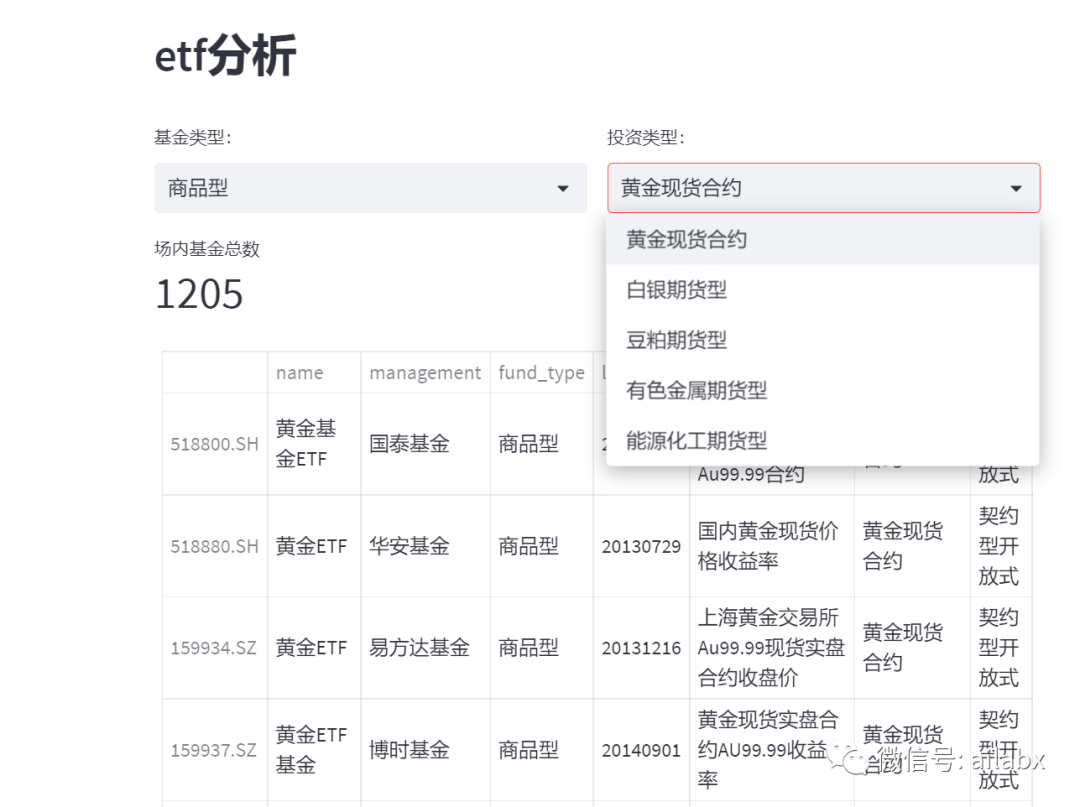 etf分析
基金类型：
投资类型：
商品型
黄金现货合约
场内基金总数
1205
黄金现货合约
白银期货型
豆粕期货型
有色金属期货型
能源化工期货型
name
management
fund_type
518800.SH
黄金基
金ETF
国泰基金
商品型
Au99.99合约
放式
518880.SH
黄金ETF
华安基金
商品型
20130729
国内黄金现货价
格收益率
黄金现货
合约
契约
型开
放式
159934.SZ
黄金ETF
易方达基金
商品型
20131216
上海黄金交易所
Au99.99现货实盘
合约收盘价
黄金现货
合约
契约
型开
放式
159937.SZ
黄金ETF
基金
博时基金
商品型
20140901
黄金现货实盘合
约AU99.99收益
率
黄金现货
合约
契约
型开
放式
微信号: ailabx